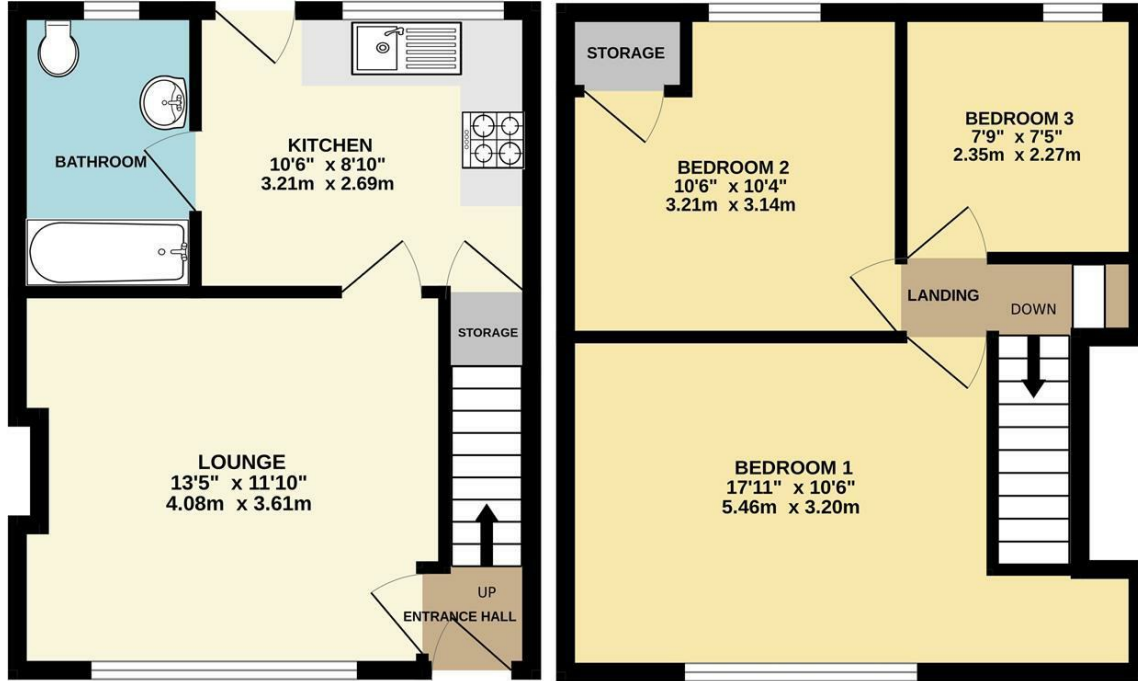 BATHROOM
KITCHEN
10'6" x 8'10"
3.21m x 2.69m
STORAGE
LOUNGE
13'5" x 11'10"
4.08m x 3.61m
UP
ENTRANCE HALL
STORAGE
BEDROOM 2
10'6" x 10'4"
3.21m x 3.14m
BEDROOM 3
7'9" x 7'5"
2.35m x 2.27m
LANDING
DOWN
BEDROOM 1
17'11" x 10'6"
5.46m x 3.20m